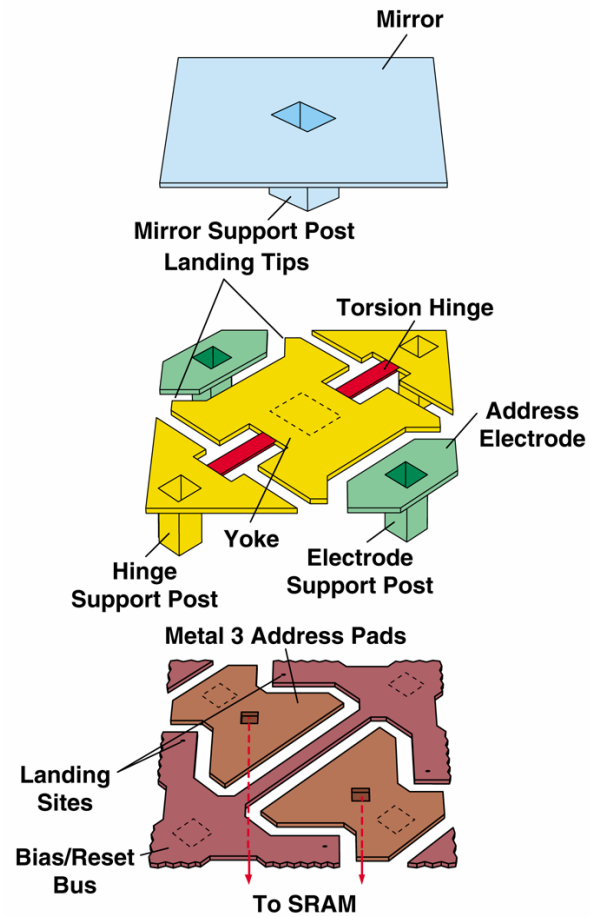 Mirror
Mirror Support Post
Landing Tips
Torsion Hinge
Address
Electrode
Yoke
Hinge
Support Post
Electrode
Support Post
Metal 3 Address Pads
Landing
Sites
Bias/Reset
Bus
To SRAM